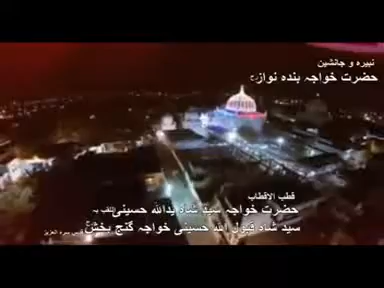 نبیرہ و جانشین
حضرت خواجہ بندہ نواز
قطب الاقطاب
حضرت خواجہ سید شاہ یداللہ حسینی
سید شاہ قبول اللہ حسینی خواجہ گنج بخش